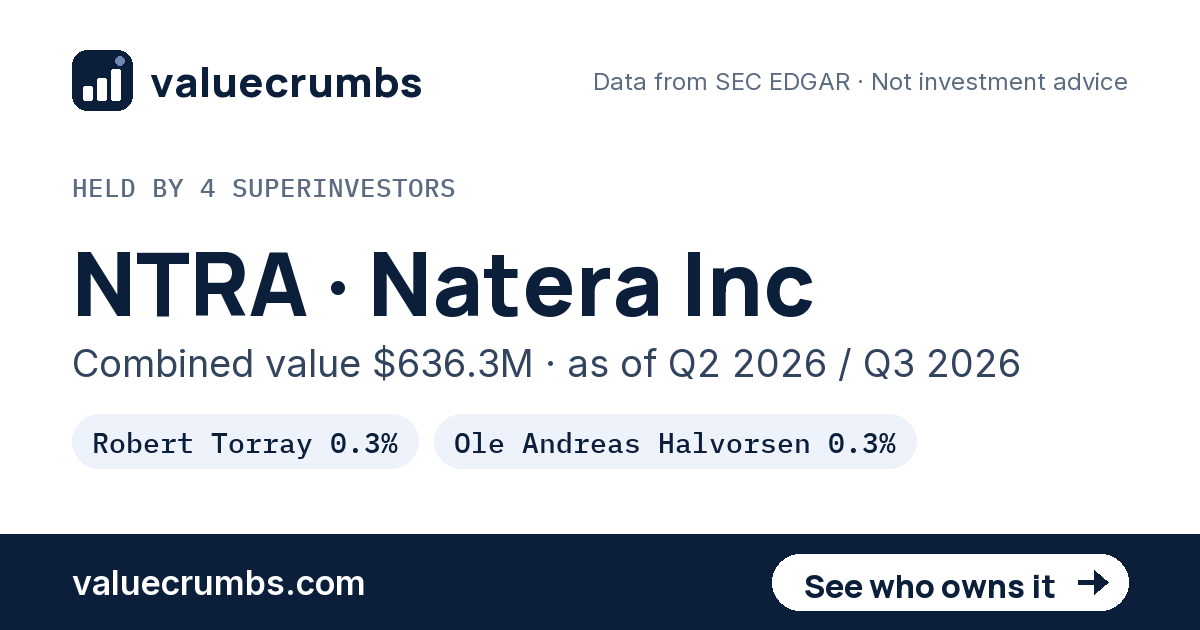 valuecrumbs
Data from SEC EDGAR · Not investment advice
HELD BY 4 SUPERINVESTORS
NTRA · Natera Inc
Combined value $636.3M · as of Q2 2026 / Q3 2026
Robert Torray 0.3%
Ole Andreas Halvorsen 0.3%
valuecrumbs.com
See who owns it →